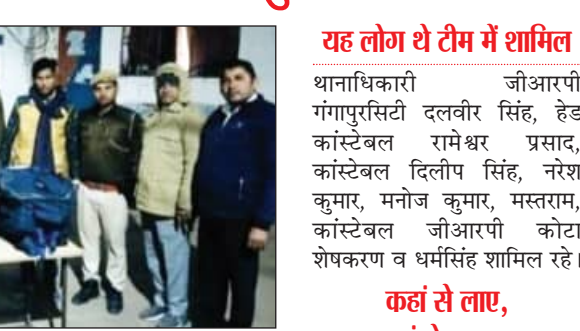 यह लोग थे टीम में शामिल
थानाधिकारी जीआरपी
गंगापुरसिटी दलवीर सिंह, हेड
कांस्टेबल रामेश्वर प्रसाद,
कांस्टेबल दिलीप सिंह, नरेश
कुमार, मनोज कुमार, मस्तराम,
कांस्टेबल जीआरपी कोटा
शेषकरण व धर्मसिंह शामिल रहे।
कहां से लाए,